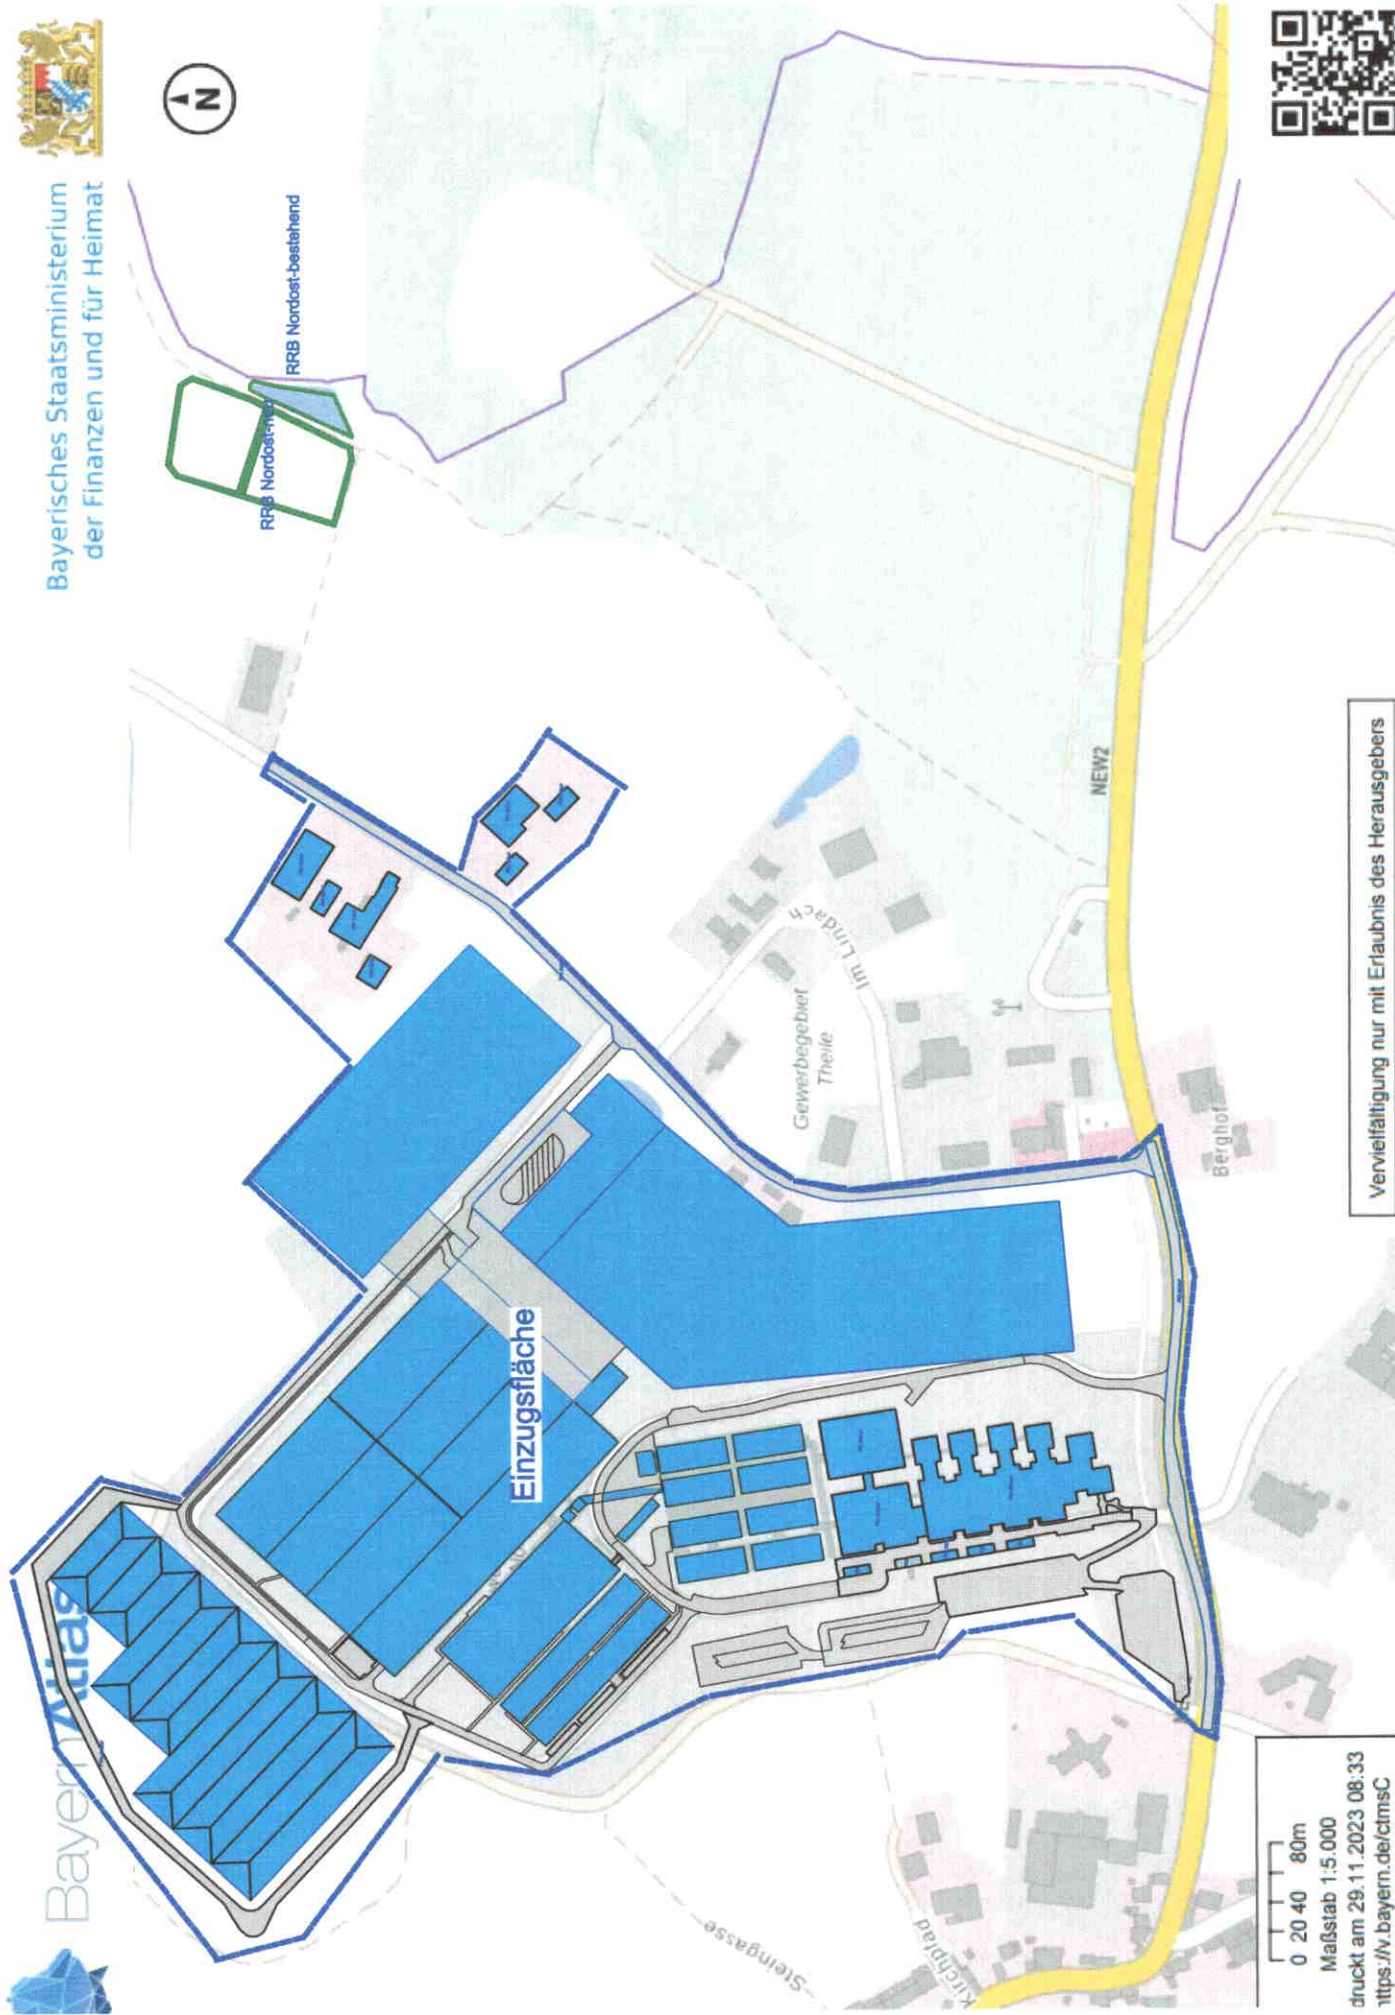 Bayerisches Staatsministerium
der Finanzen und für Heimat
BayernAtlas
N
RRB Nordost-bestehend
RRB Nordost-neu
Einzugsfläche
Gewerbegebiet
Theile
Im Lindach
NEW2
Berghof
Steingasse
Kirchpfad
0 20 40 80m
Maßstab 1:5.000
druckt am 29.11.2023 08:33
https://v.bayern.de/ctmsC
Vervielfältigung nur mit Erlaubnis des Herausgebers